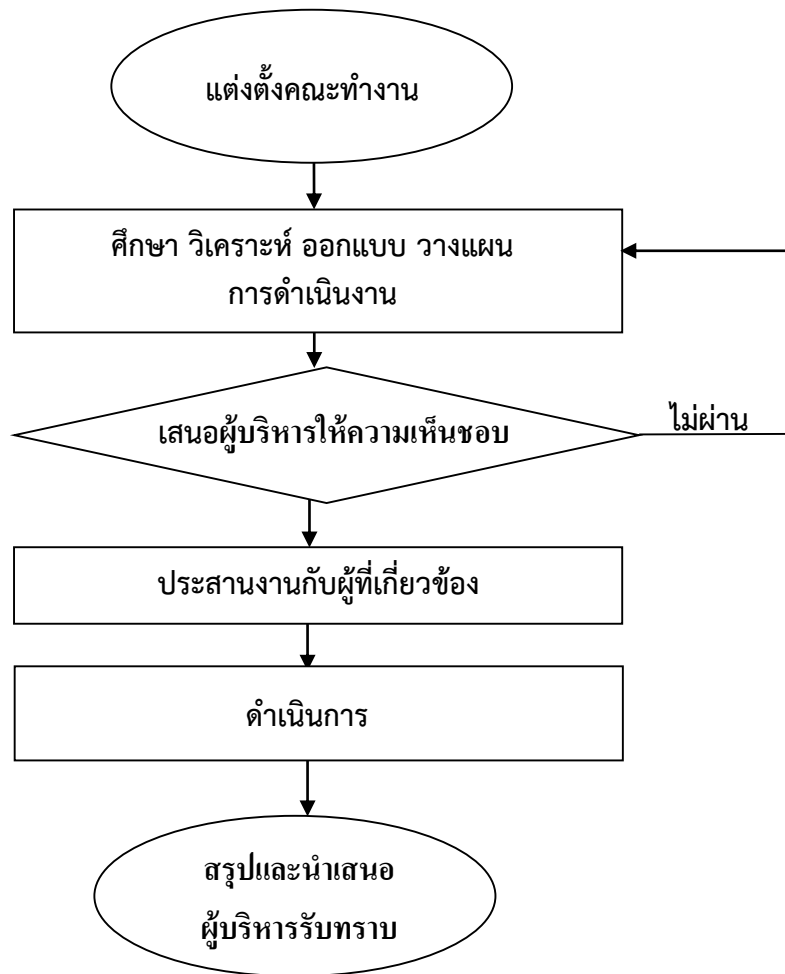 แต่งตั้งคณะทำงาน
ศึกษา วิเคราะห์ ออกแบบ วางแผน
การดำเนินงาน
เสนอผู้บริหารให้ความเห็นชอบ
ไม่ผ่าน
ประสานงานกับผู้ที่เกี่ยวข้อง
ดำเนินการ
สรุปและนำเสนอ
ผู้บริหารรับทราบ